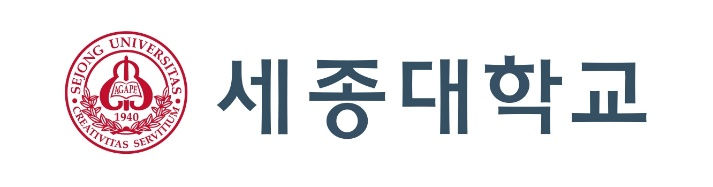 SEJONG UNIVERSITAS
AGAPE
1940
CREATIVITAS SERVITIUM
세종대학교